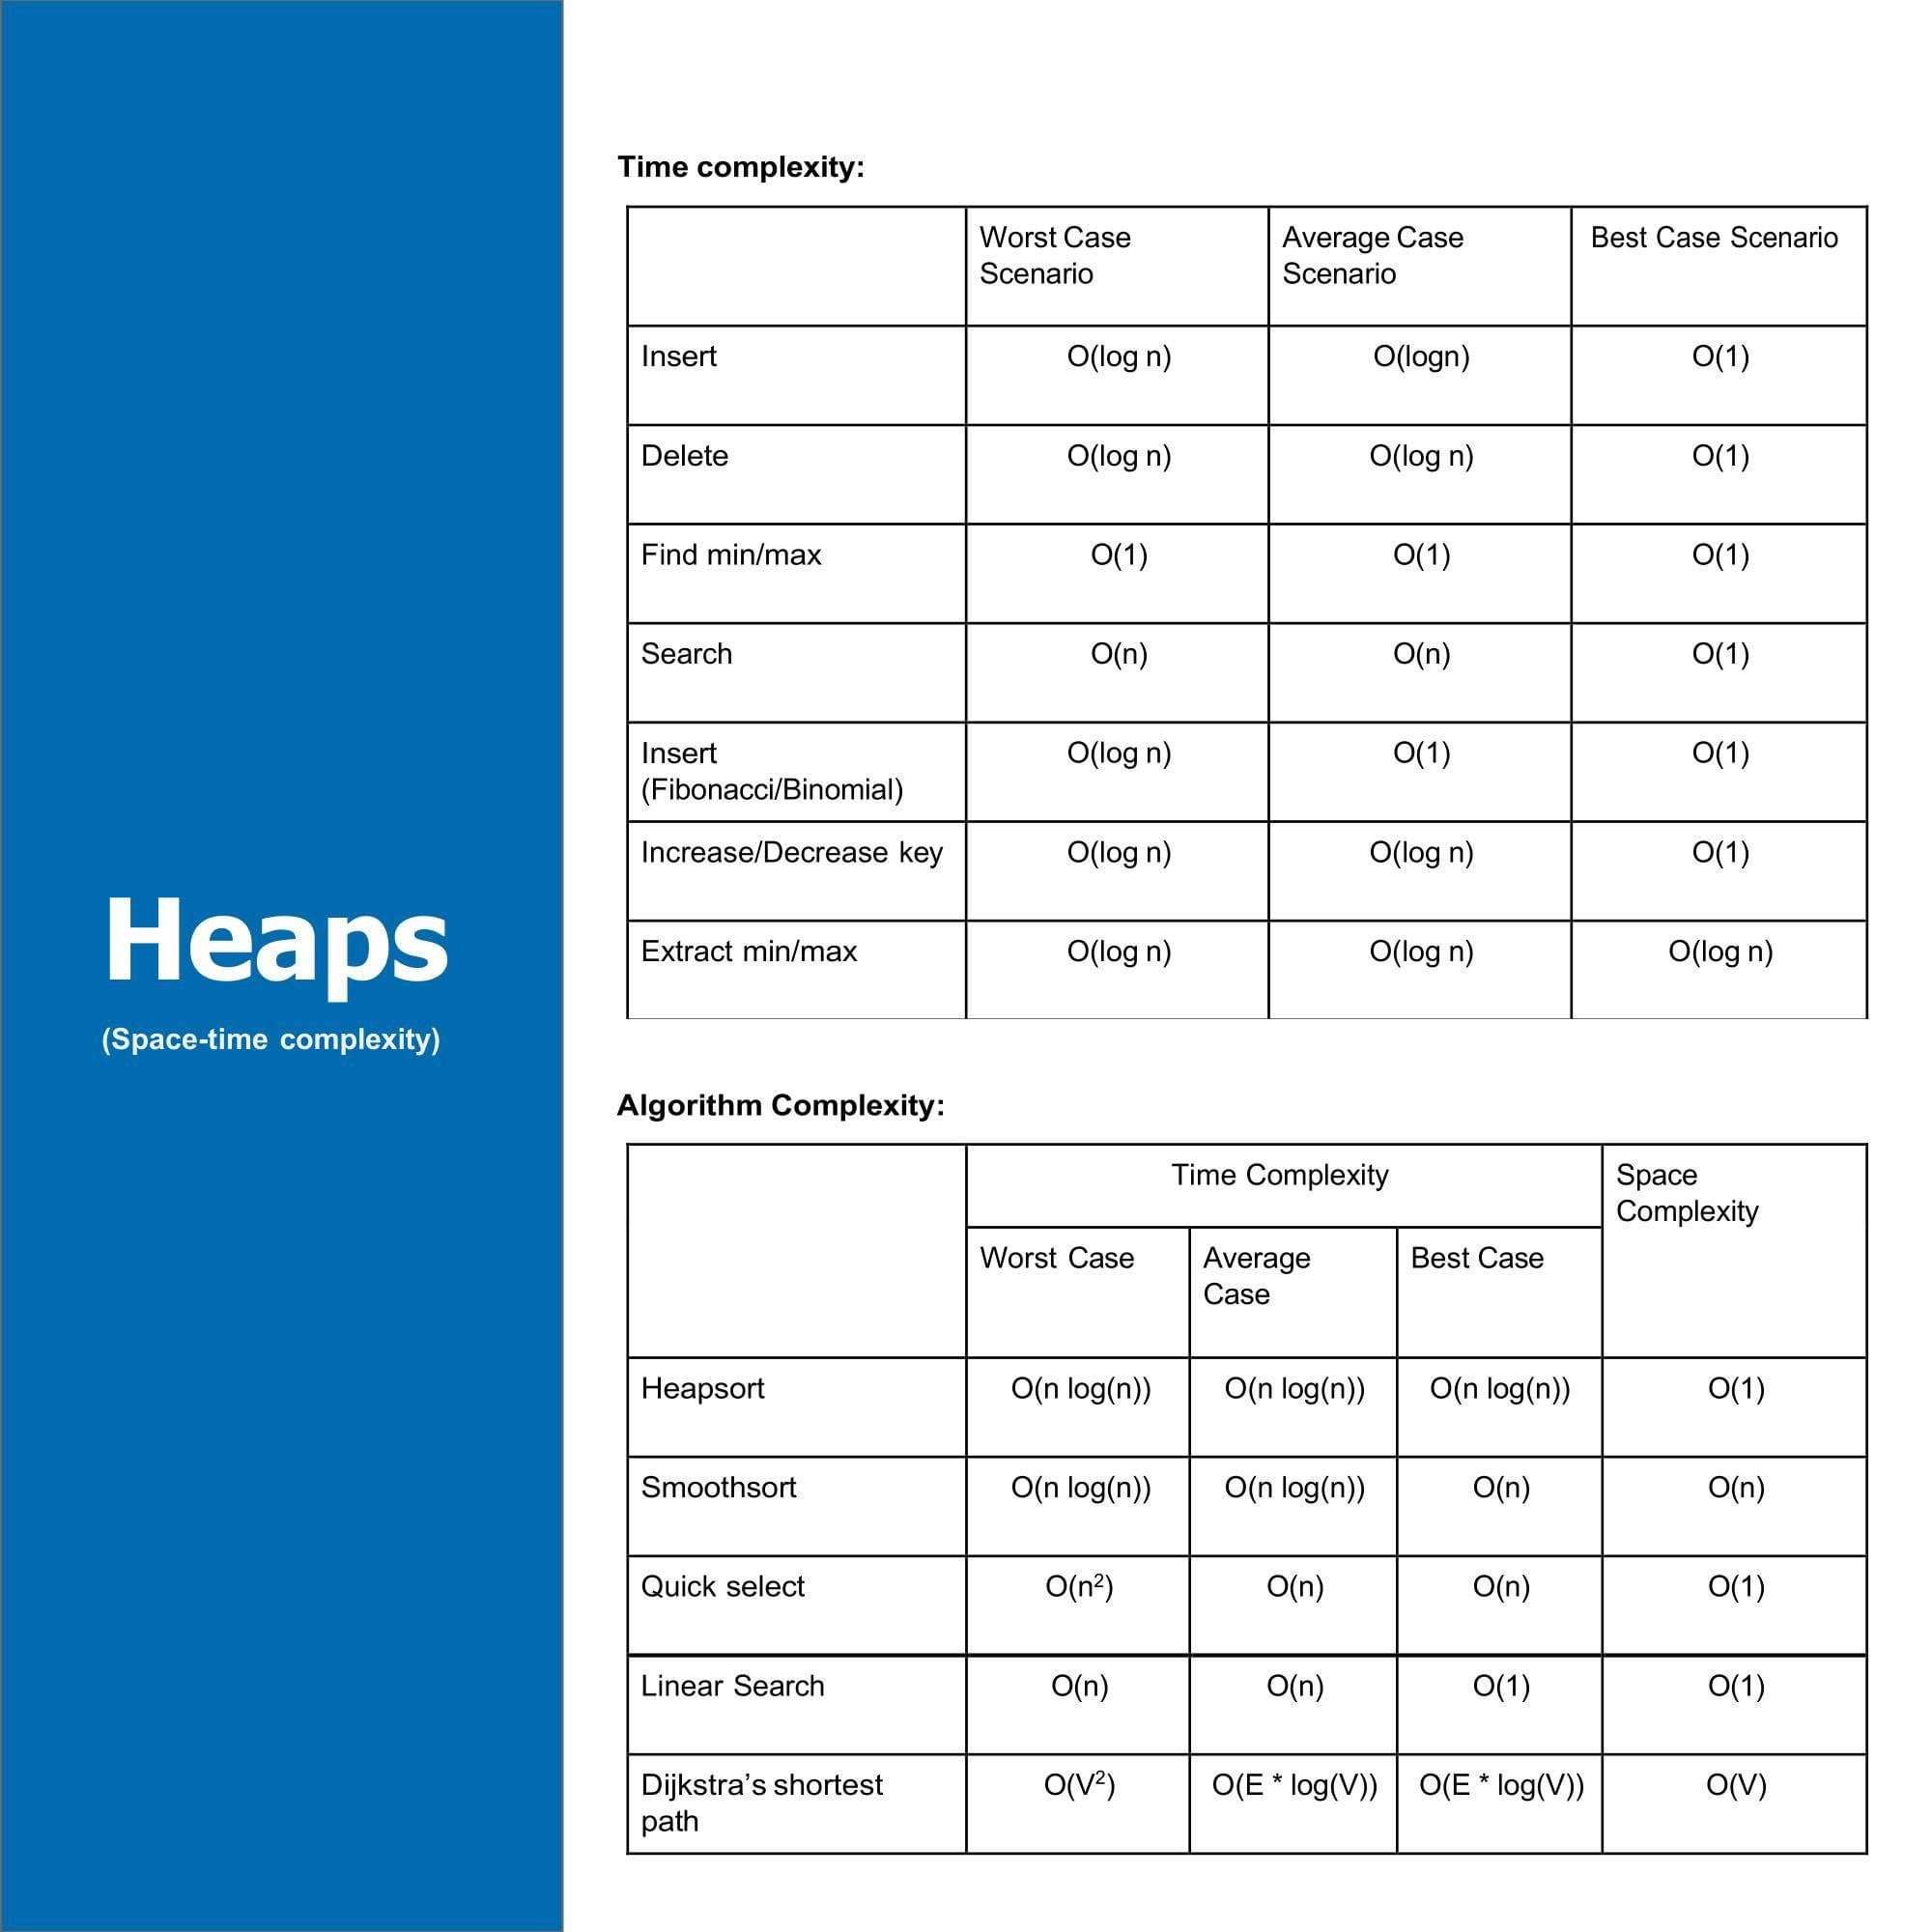 Heaps
(Space-time complexity)
Time complexity:
Worst Case Scenario Average Case Scenario Best Case Scenario
Insert O(log n) O(logn) O(1)
Delete O(log n) O(log n) O(1)
Find min/max O(1) O(1) O(1)
Search O(n) O(n) O(1)
Insert (Fibonacci/Binomial) O(log n) O(1) O(1)
Increase/Decrease key O(log n) O(log n) O(1)
Extract min/max O(log n) O(log n) O(log n)
Algorithm Complexity:
Time Complexity Space Complexity
Worst Case Average Case Best Case
Heapsort O(n log(n)) O(n log(n)) O(n log(n)) O(1)
Smoothsort O(n log(n)) O(n log(n)) O(n) O(n)
Quick select O(n²) O(n) O(n) O(1)
Linear Search O(n) O(n) O(1) O(1)
Dijkstra’s shortest path O(V²) O(E * log(V)) O(E * log(V)) O(V)